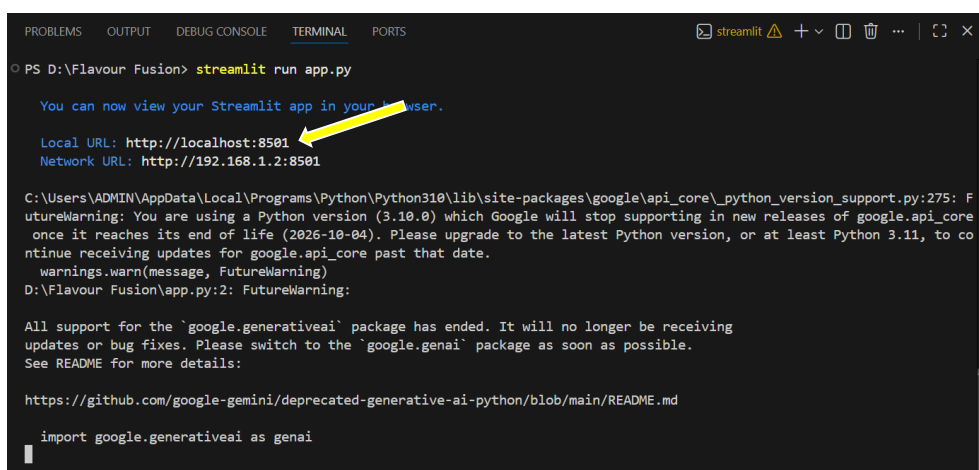 PROBLEMS OUTPUT DEBUG CONSOLE TERMINAL PORTS streamlit
PS D:\Flavour Fusion> streamlit run app.py
You can now view your Streamlit app in your browser.
Local URL: http://localhost:8501
Network URL: http://192.168.1.2:8501
C:\Users\ADMIN\AppData\Local\Programs\Python\Python310\lib\site-packages\google\api_core\_python_version_support.py:275: F
utureWarning: You are using a Python version (3.10.0) which Google will stop supporting in new releases of google.api_core
once it reaches its end of life (2026-10-04). Please upgrade to the latest Python version, or at least Python 3.11, to co
ntinue receiving updates for google.api_core past that date.
warnings.warn(message, FutureWarning)
D:\Flavour Fusion\app.py:2: FutureWarning:
All support for the `google.generativeai` package has ended. It will no longer be receiving
updates or bug fixes. Please switch to the `google.genai` package as soon as possible.
See README for more details:
https://github.com/google-gemini/deprecated-generative-ai-python/blob/main/README.md
import google.generativeai as genai